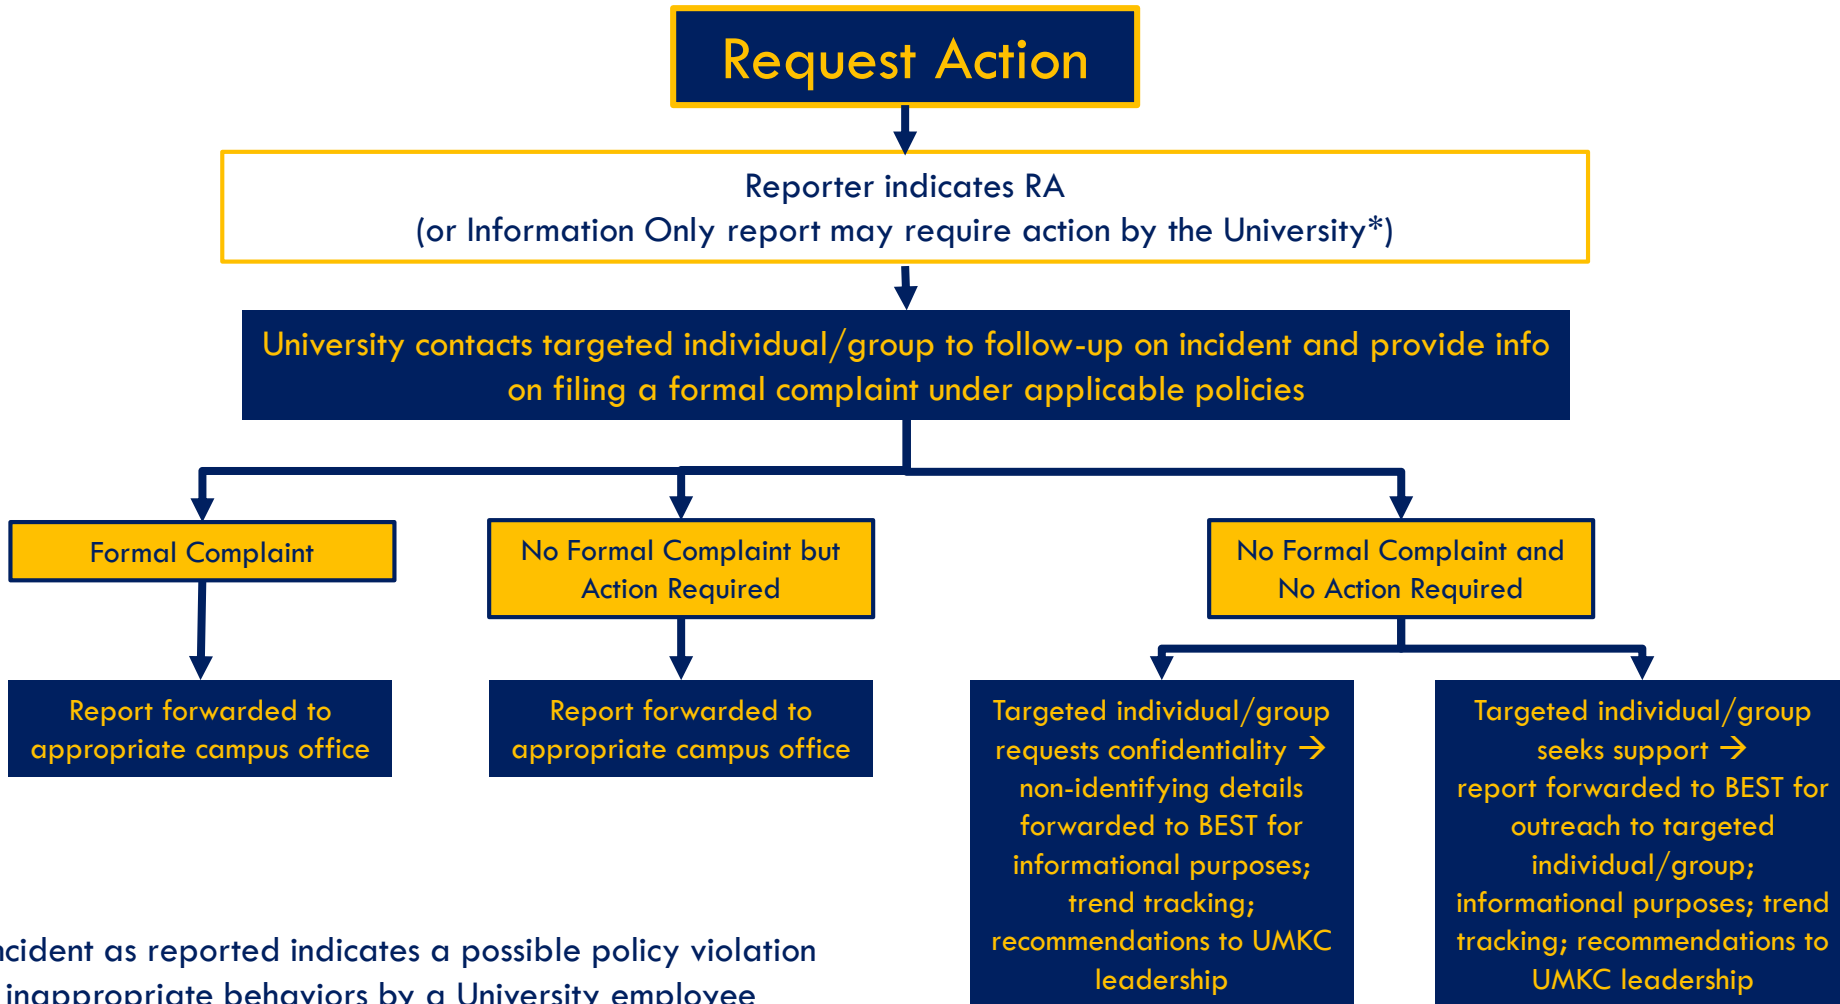 Request Action
Reporter indicates RA
(or Information Only report may require action by the University*)
University contacts targeted individual/group to follow-up on incident and provide info
on filing a formal complaint under applicable policies
Formal Complaint
No Formal Complaint but
Action Required
No Formal Complaint and
No Action Required
Report forwarded to
appropriate campus office
Report forwarded to
appropriate campus office
Targeted individual/group
requests confidentiality →
non-identifying details
forwarded to BEST for
informational purposes;
trend tracking;
recommendations to UMKC
leadership
Targeted individual/group
seeks support →
report forwarded to BEST for
outreach to targeted
individual/group;
informational purposes; trend
tracking; recommendations to
UMKC leadership
ncident as reported indicates a possible policy violation
inappropriate behaviors by a University employee